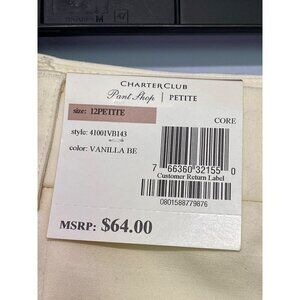 M
47
CHARTER CLUB
Pant Shop | PETITE
size: 12PETITE
CORE
style: 41001VB143
color: VANILLA BE
7 66360 32155 0
Customer Return Label
0801588779876
MSRP: $64.00